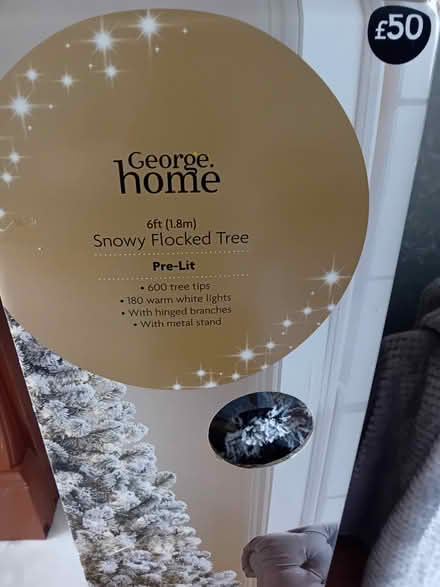 £50
George.
home
6ft (1.8m)
Snowy Flocked Tree
Pre-Lit
• 600 tree tips
• 180 warm white lights
• With hinged branches
• With metal stand